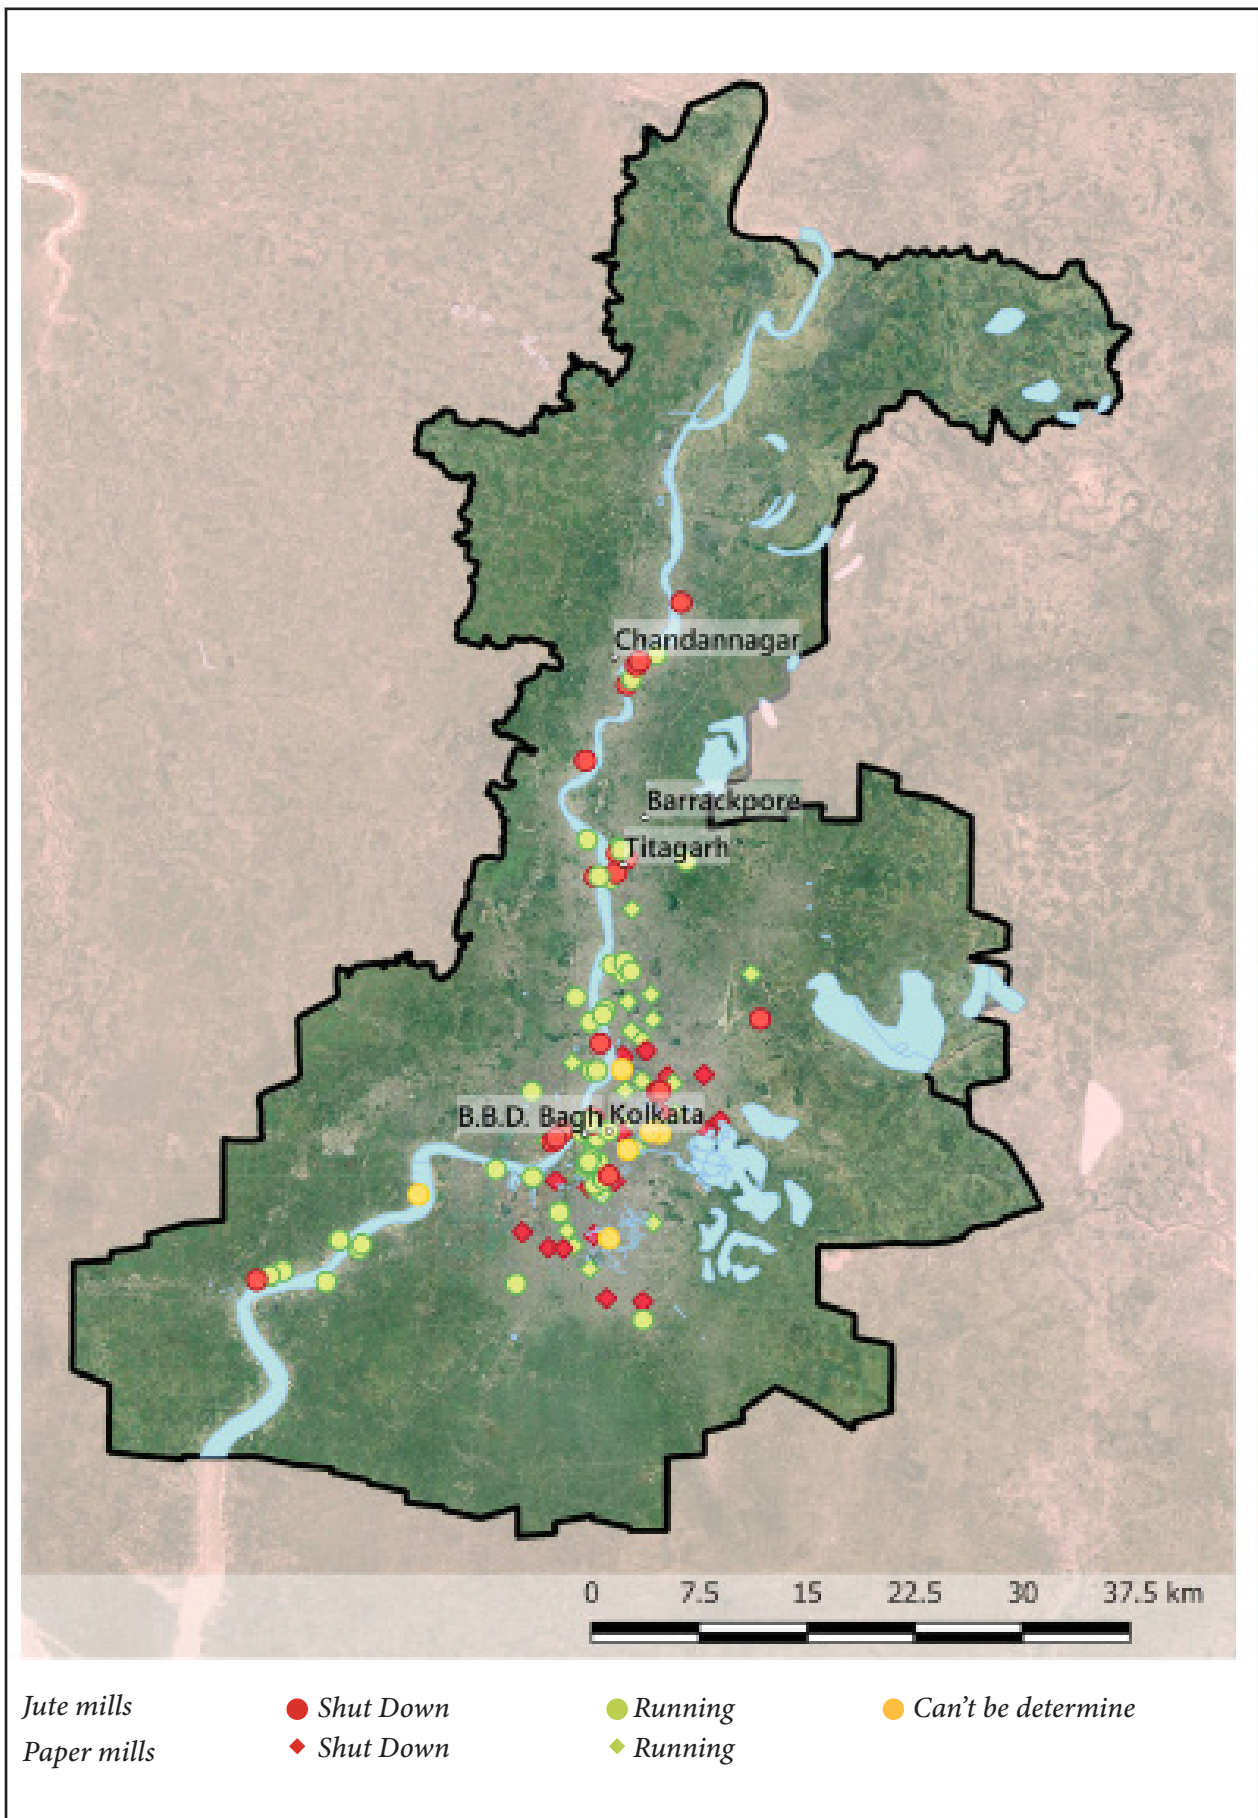 Chandannagar
Barrackpore
Titagarh
B.B.D. Bagh Kolkata
0 7.5 15 22.5 30 37.5 km
Jute mills Shut Down Running Can't be determine
Paper mills Shut Down Running